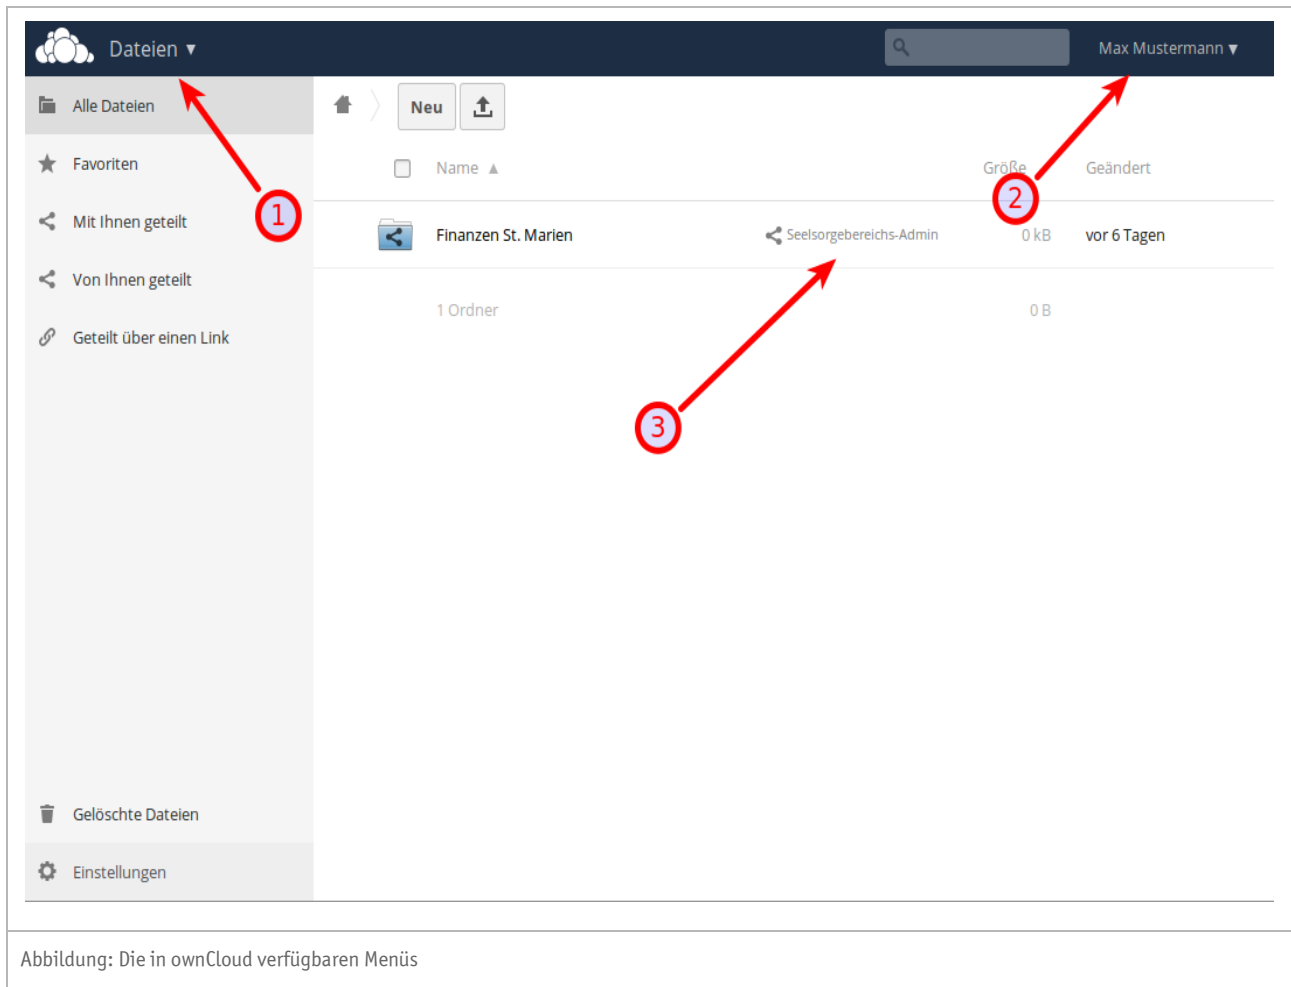 Dateien ▾ Max Mustermann ▾
Alle Dateien Neu
Favoriten Name ▲ Größe Geändert
Mit Ihnen geteilt 1 2
Finanzen St. Marien Seelsorgebereichs-Admin 0 kB vor 6 Tagen
Von Ihnen geteilt
1 Ordner 0 B
Geteilt über einen Link
3
Gelöschte Dateien
Einstellungen
Abbildung: Die in ownCloud verfügbaren Menüs